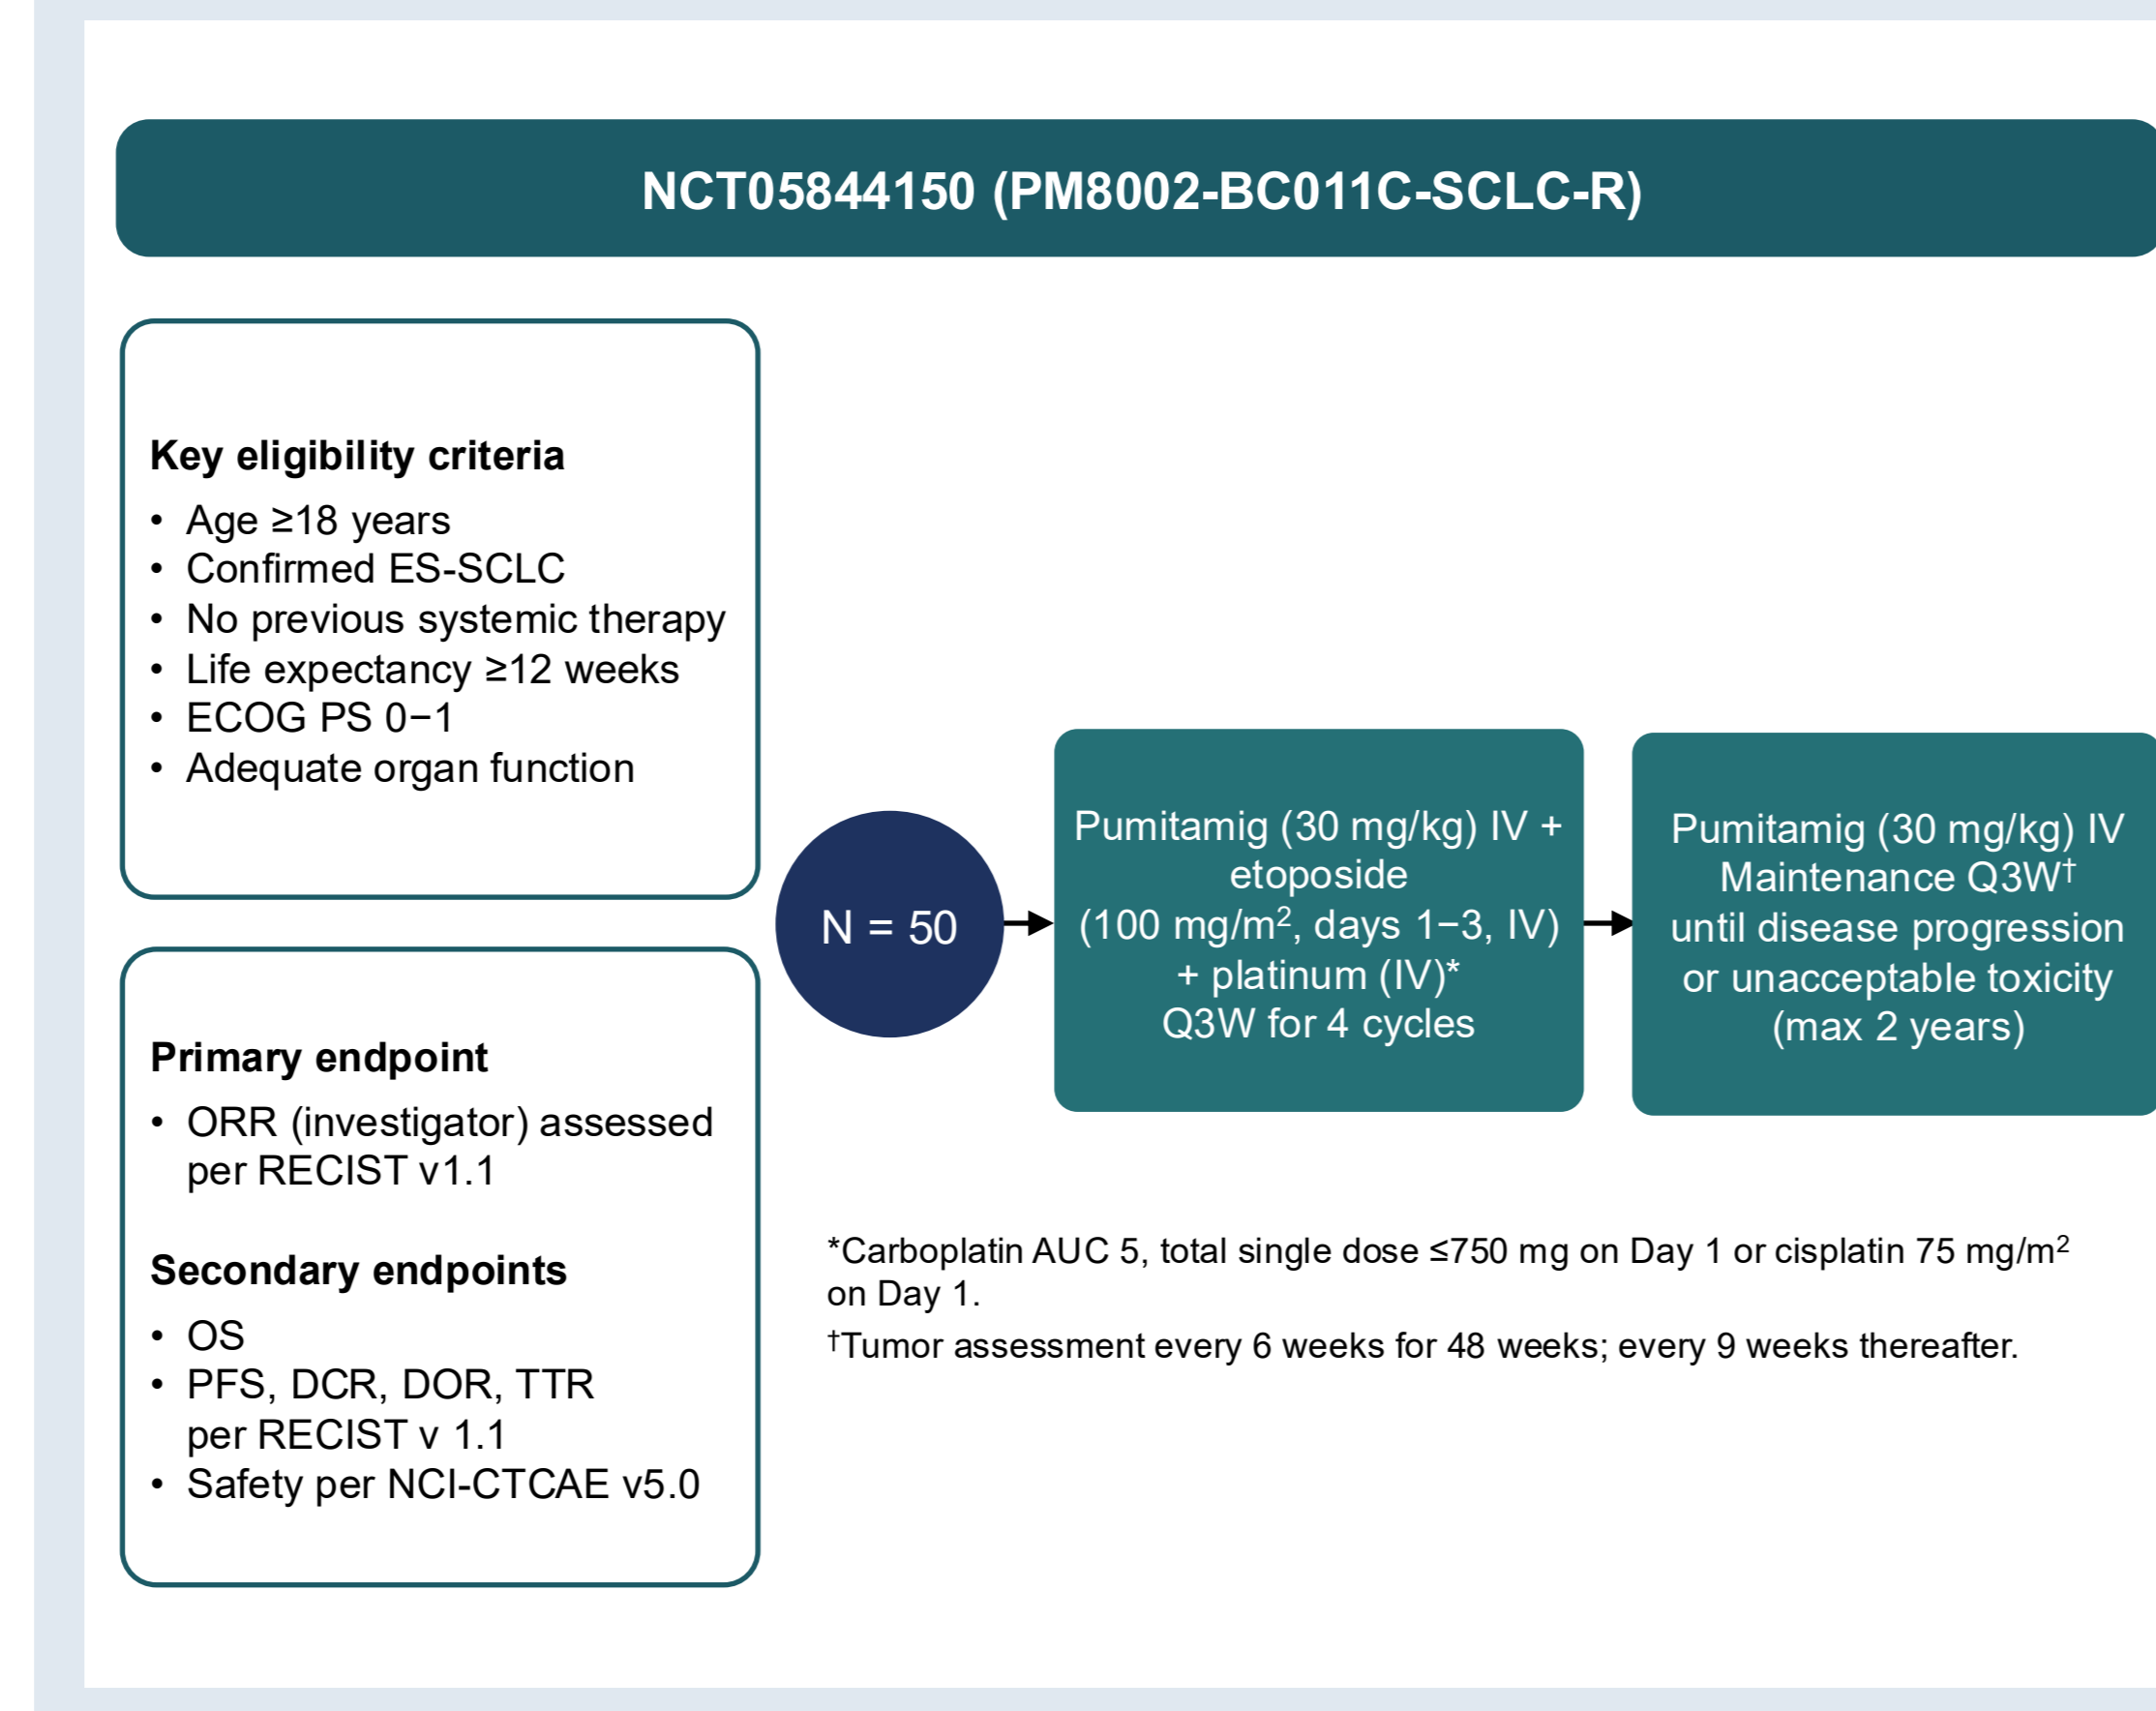 NCT05844150 (PM8002-BC011C-SCLC-R)
Key eligibility criteria
• Age ≥18 years
• Confirmed ES-SCLC
• No previous systemic therapy
• Life expectancy ≥12 weeks
• ECOG PS 0−1
• Adequate organ function
Primary endpoint
• ORR (investigator) assessed
per RECIST v1.1
Secondary endpoints
• OS
• PFS, DCR, DOR, TTR
per RECIST v 1.1
• Safety per NCI-CTCAE v5.0
N = 50
Pumitamig (30 mg/kg) IV +
etoposide
(100 mg/m², days 1−3, IV)
+ platinum (IV)*
Q3W for 4 cycles
Pumitamig (30 mg/kg) IV
Maintenance Q3W†
until disease progression
or unacceptable toxicity
(max 2 years)
*Carboplatin AUC 5, total single dose ≤750 mg on Day 1 or cisplatin 75 mg/m²
on Day 1.
†Tumor assessment every 6 weeks for 48 weeks; every 9 weeks thereafter.